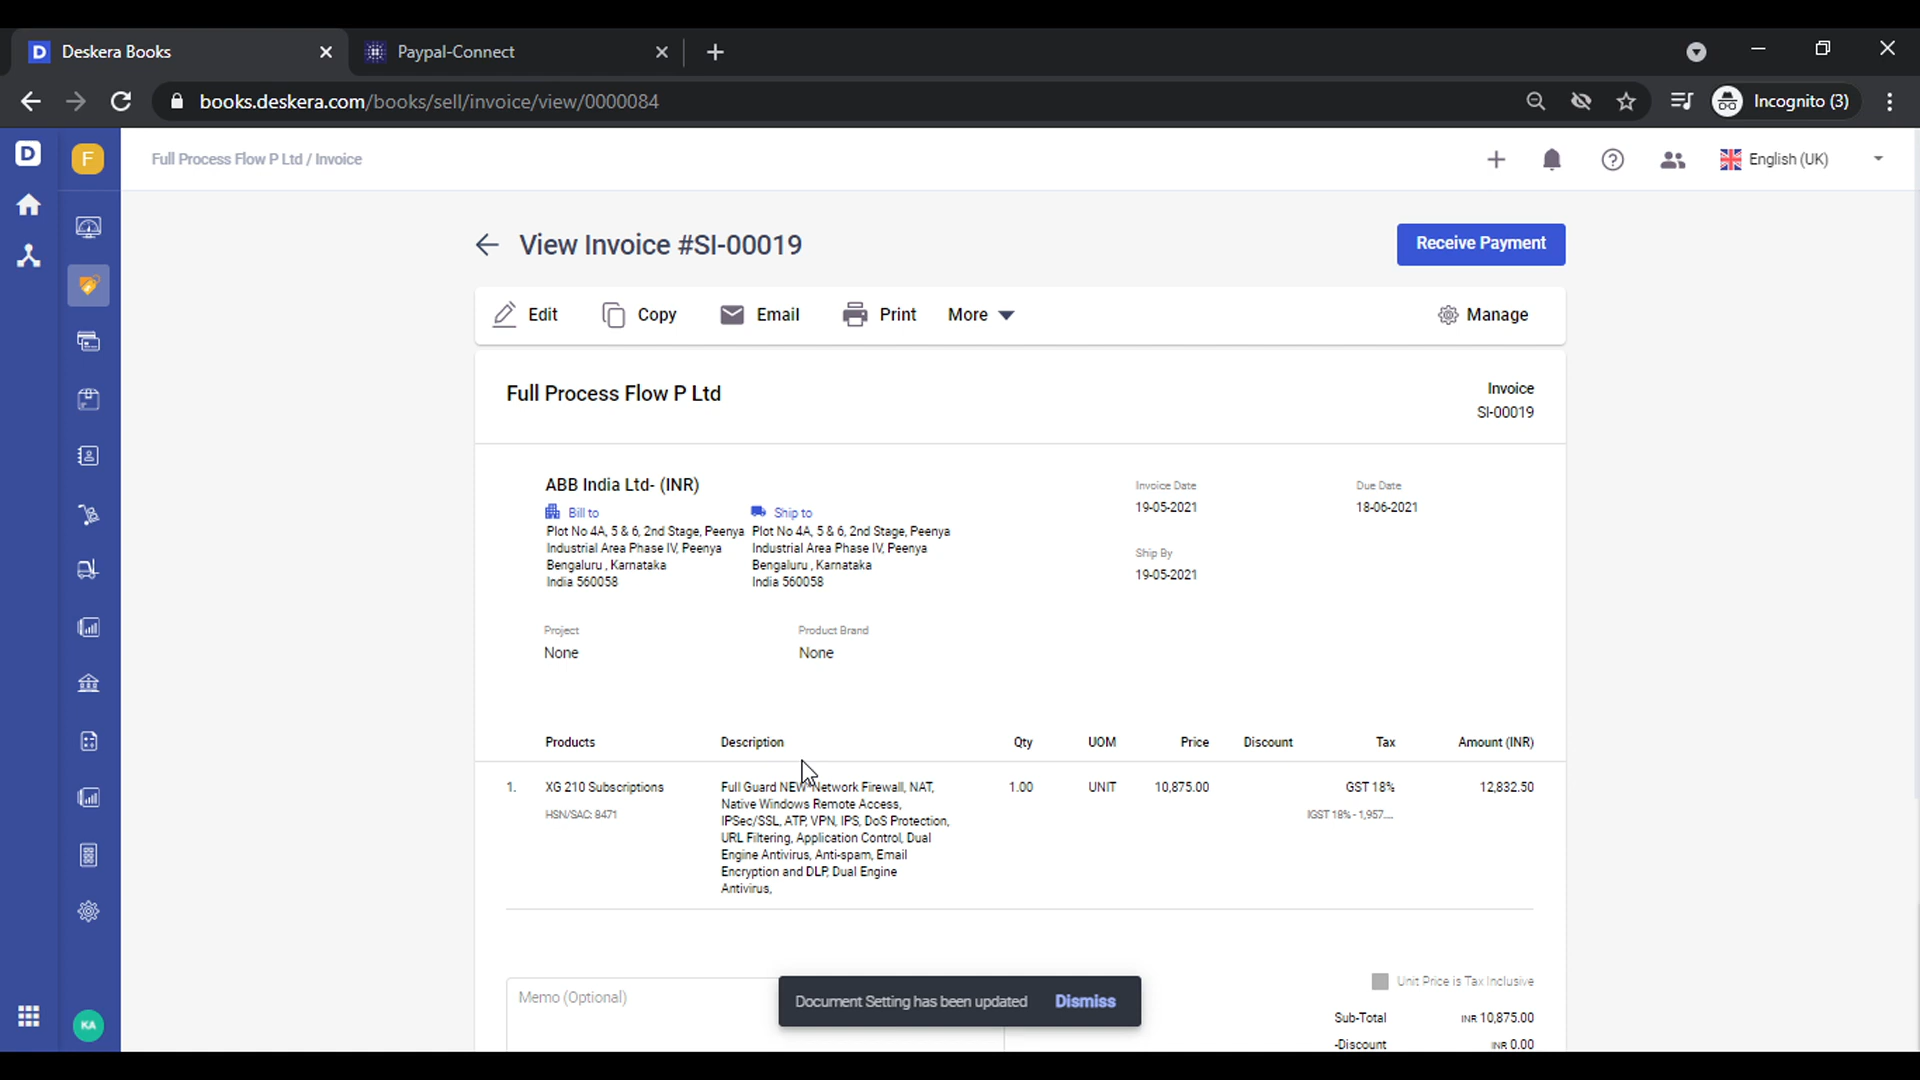 D Deskera Books
Paypal-Connect
books.deskera.com/books/sell/invoice/view/0000084
Incognito (3)
D
F
Full Process Flow P Ltd / Invoice
English (UK)
View Invoice #SI-00019
Receive Payment
Edit Copy Email Print More Manage
Full Process Flow P Ltd
Invoice
SI-00019
ABB India Ltd- (INR)
Bill to
Plot No 4A, 5 & 6, 2nd Stage, Peenya
Industrial Area Phase IV, Peenya
Bengaluru , Karnataka
India 560058
Ship to
Plot No 4A, 5 & 6, 2nd Stage, Peenya
Industrial Area Phase IV, Peenya
Bengaluru , Karnataka
India 560058
Invoice Date
19-05-2021
Due Date
18-06-2021
Ship By
19-05-2021
Project
None
Product Brand
None
Products Description Qty UOM Price Discount Tax Amount (INR)
1. XG 210 Subscriptions
HSN/SAC: 8471
Full Guard NEW Network Firewall, NAT,
Native Windows Remote Access,
IPSec/SSL, ATP, VPN, IPS, DoS Protection,
URL Filtering, Application Control, Dual
Engine Antivirus, Anti-spam, Email
Encryption and DLP, Dual Engine
Antivirus,
1.00 UNIT 10,875.00 GST 18% 12,832.50
IGST 18% - 1,957....
Memo (Optional)
Unit Price is Tax Inclusive
Document Setting has been updated Dismiss
Sub-Total INR 10,875.00
-Discount INR 0.00
KA